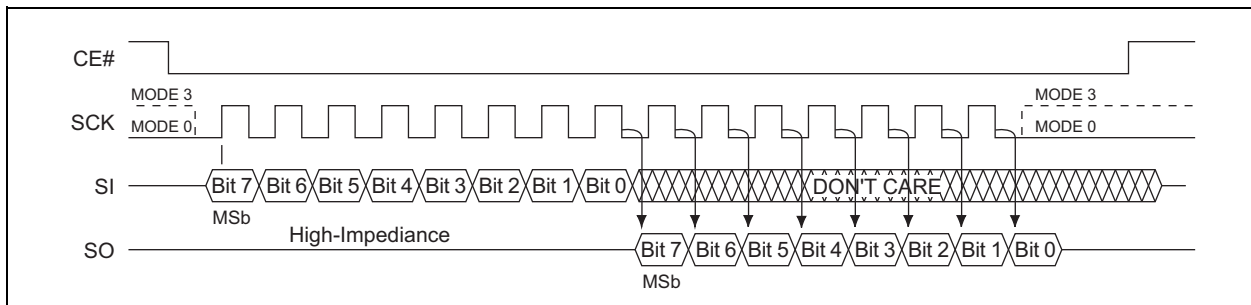 CE#
MODE 3
MODE 3
SCK
MODE 0
MODE 0
SI
Bit 7 Bit 6 Bit 5 Bit 4 Bit 3 Bit 2 Bit 1 Bit 0
DON'T CARE
MSb
High-Impediance
SO
Bit 7 Bit 6 Bit 5 Bit 4 Bit 3 Bit 2 Bit 1 Bit 0
MSb